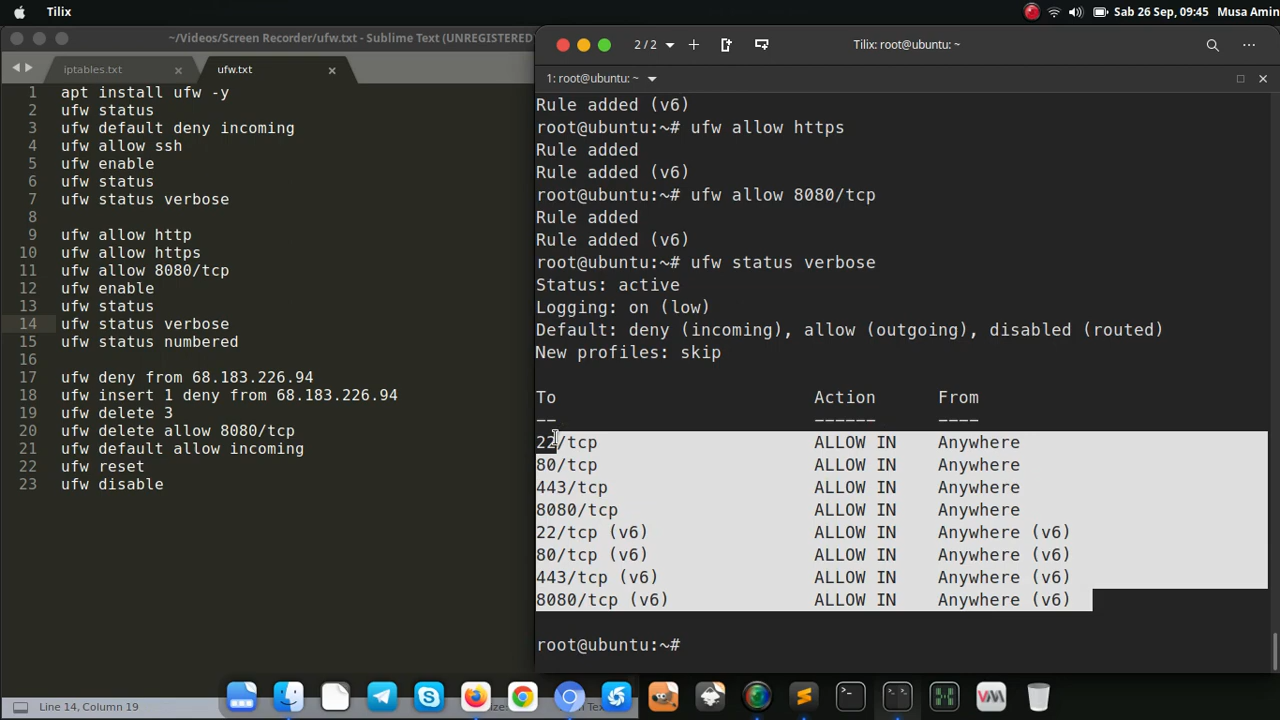 Tilix
Sab 26 Sep, 09:45 Musa Amin
~/Videos/Screen Recorder/ufw.txt - Sublime Text (UNREGISTERED
iptables.txt
ufw.txt
1 apt install ufw -y
2 ufw status
3 ufw default deny incoming
4 ufw allow ssh
5 ufw enable
6 ufw status
7 ufw status verbose
8
9 ufw allow http
10 ufw allow https
11 ufw allow 8080/tcp
12 ufw enable
13 ufw status
14 ufw status verbose
15 ufw status numbered
16
17 ufw deny from 68.183.226.94
18 ufw insert 1 deny from 68.183.226.94
19 ufw delete 3
20 ufw delete allow 8080/tcp
21 ufw default allow incoming
22 ufw reset
23 ufw disable
Line 14, Column 19
2/2
Tilix: root@ubuntu: ~
1: root@ubuntu: ~
Rule added (v6)
root@ubuntu:~# ufw allow https
Rule added
Rule added (v6)
root@ubuntu:~# ufw allow 8080/tcp
Rule added
Rule added (v6)
root@ubuntu:~# ufw status verbose
Status: active
Logging: on (low)
Default: deny (incoming), allow (outgoing), disabled (routed)
New profiles: skip
To Action From
-- ------ ----
22/tcp ALLOW IN Anywhere
80/tcp ALLOW IN Anywhere
443/tcp ALLOW IN Anywhere
8080/tcp ALLOW IN Anywhere
22/tcp (v6) ALLOW IN Anywhere (v6)
80/tcp (v6) ALLOW IN Anywhere (v6)
443/tcp (v6) ALLOW IN Anywhere (v6)
8080/tcp (v6) ALLOW IN Anywhere (v6)
root@ubuntu:~#